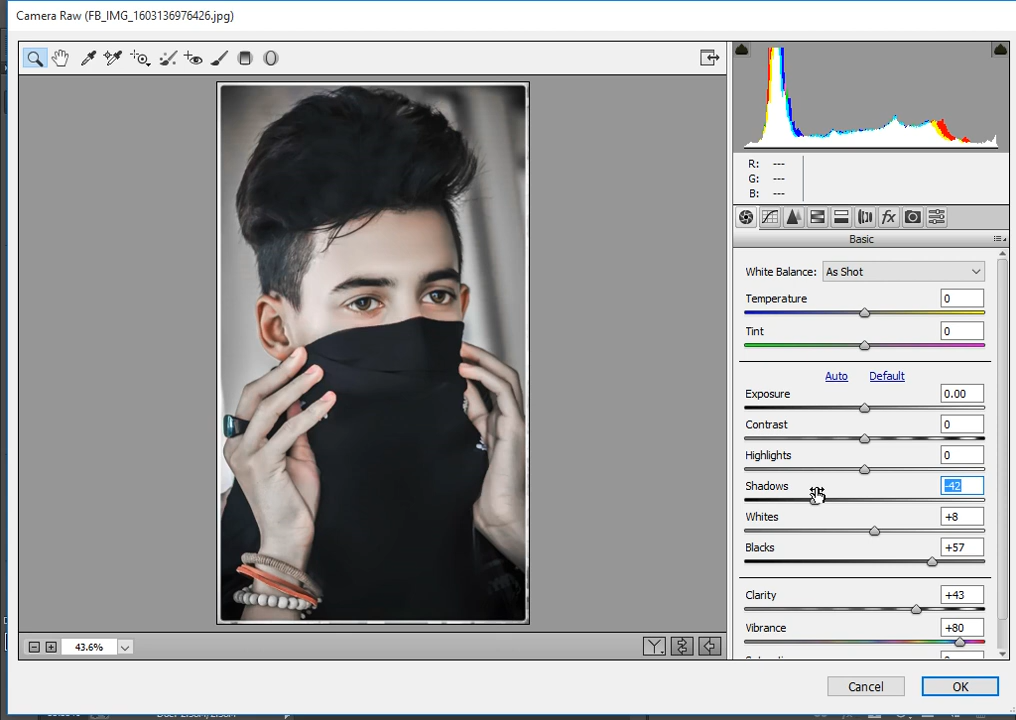 Camera Raw (FB_IMG_1603136976426.jpg)
R: ---
G: ---
B: ---
fx
Basic
White Balance: As Shot
Temperature 0
Tint 0
Auto Default
Exposure 0.00
Contrast 0
Highlights 0
Shadows -42
Whites +8
Blacks +57
Clarity +43
Vibrance +80
43.6%
Y
Cancel OK